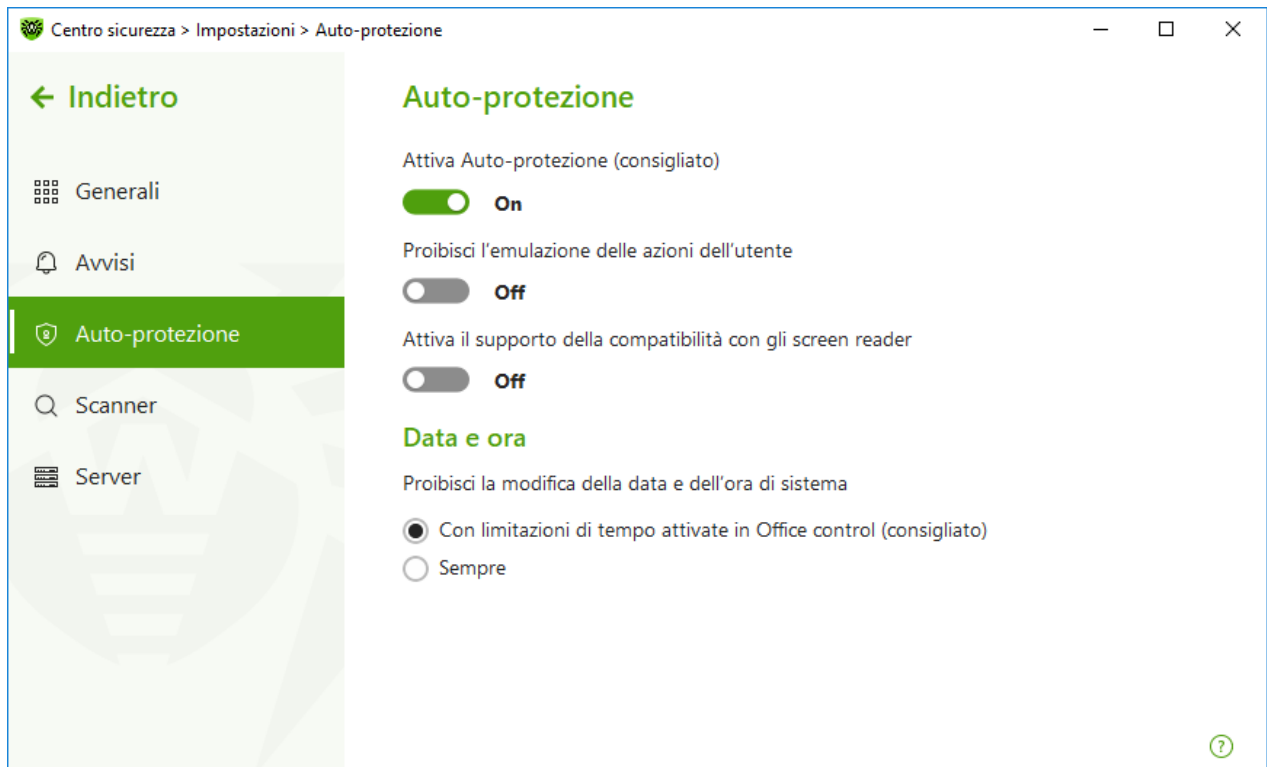 Centro sicurezza > Impostazioni > Auto-protezione
Indietro
Generali
Avvisi
Auto-protezione
Scanner
Server
Auto-protezione
Attiva Auto-protezione (consigliato)
On
Proibisci l'emulazione delle azioni dell'utente
Off
Attiva il supporto della compatibilità con gli screen reader
Off
Data e ora
Proibisci la modifica della data e dell'ora di sistema
Con limitazioni di tempo attivate in Office control (consigliato)
Sempre
?